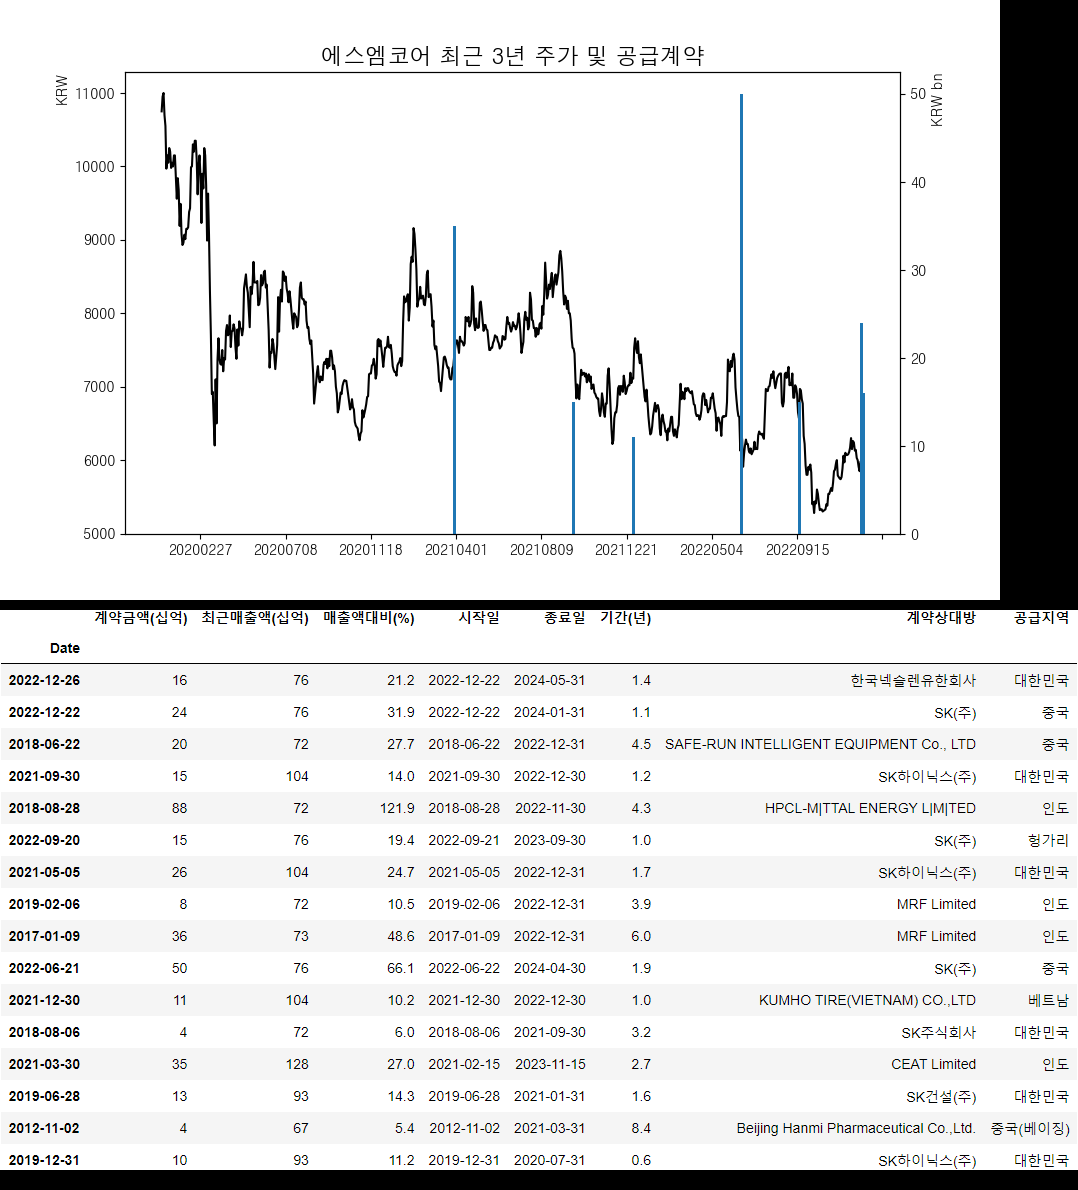 에스엠코어 최근 3년 주가 및 공급계약
KRW
KRW bn
11000
10000
9000
8000
7000
6000
5000
50
40
30
20
10
0
20200227 20200708 20201118 20210401 20210809 20211221 20220504 20220915
계약금액(십억) 최근매출액(십억) 매출액대비(%) 시작일 종료일 기간(년) 계약상대방 공급지역
Date
2022-12-26 16 76 21.2 2022-12-22 2024-05-31 1.4 한국넥슬렌유한회사 대한민국
2022-12-22 24 76 31.9 2022-12-22 2024-01-31 1.1 SK(주) 중국
2018-06-22 20 72 27.7 2018-06-22 2022-12-31 4.5 SAFE-RUN INTELLIGENT EQUIPMENT Co., LTD 중국
2021-09-30 15 104 14.0 2021-09-30 2022-12-30 1.2 SK하이닉스(주) 대한민국
2018-08-28 88 72 121.9 2018-08-28 2022-11-30 4.3 HPCL-M|TTAL ENERGY L|M|TED 인도
2022-09-20 15 76 19.4 2022-09-21 2023-09-30 1.0 SK(주) 헝가리
2021-05-05 26 104 24.7 2021-05-05 2022-12-31 1.7 SK하이닉스(주) 대한민국
2019-02-06 8 72 10.5 2019-02-06 2022-12-31 3.9 MRF Limited 인도
2017-01-09 36 73 48.6 2017-01-09 2022-12-31 6.0 MRF Limited 인도
2022-06-21 50 76 66.1 2022-06-22 2024-04-30 1.9 SK(주) 중국
2021-12-30 11 104 10.2 2021-12-30 2022-12-30 1.0 KUMHO TIRE(VIETNAM) CO.,LTD 베트남
2018-08-06 4 72 6.0 2018-08-06 2021-09-30 3.2 SK주식회사 대한민국
2021-03-30 35 128 27.0 2021-02-15 2023-11-15 2.7 CEAT Limited 인도
2019-06-28 13 93 14.3 2019-06-28 2021-01-31 1.6 SK건설(주) 대한민국
2012-11-02 4 67 5.4 2012-11-02 2021-03-31 8.4 Beijing Hanmi Pharmaceutical Co.,Ltd. 중국(베이징)
2019-12-31 10 93 11.2 2019-12-31 2020-07-31 0.6 SK하이닉스(주) 대한민국